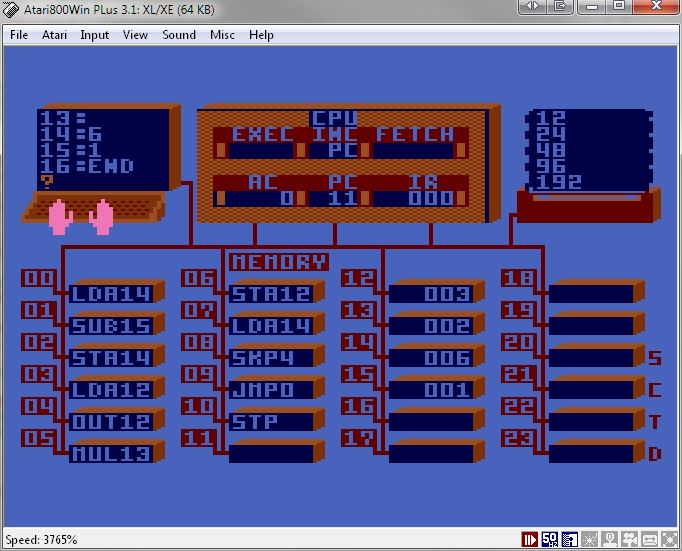 Atari800Win PLus 3.1: XL/XE (64 KB)
File Atari Input View Sound Misc Help
13=
14=6
15=1
16=END
?
CPU
EXEC INC FETCH
PC
AC PC IR
0 11 000
12
24
48
96
192
MEMORY
00 LDA14
01 SUB15
02 STA14
03 LDA12
04 OUT12
05 MUL13
06 STA12
07 LDA14
08 SKP4
09 JMP0
10 STP
11
12 003
13 002
14 006
15 001
16
17
18
19
20 S
21 C
22 T
23 D
Speed: 3765%
50